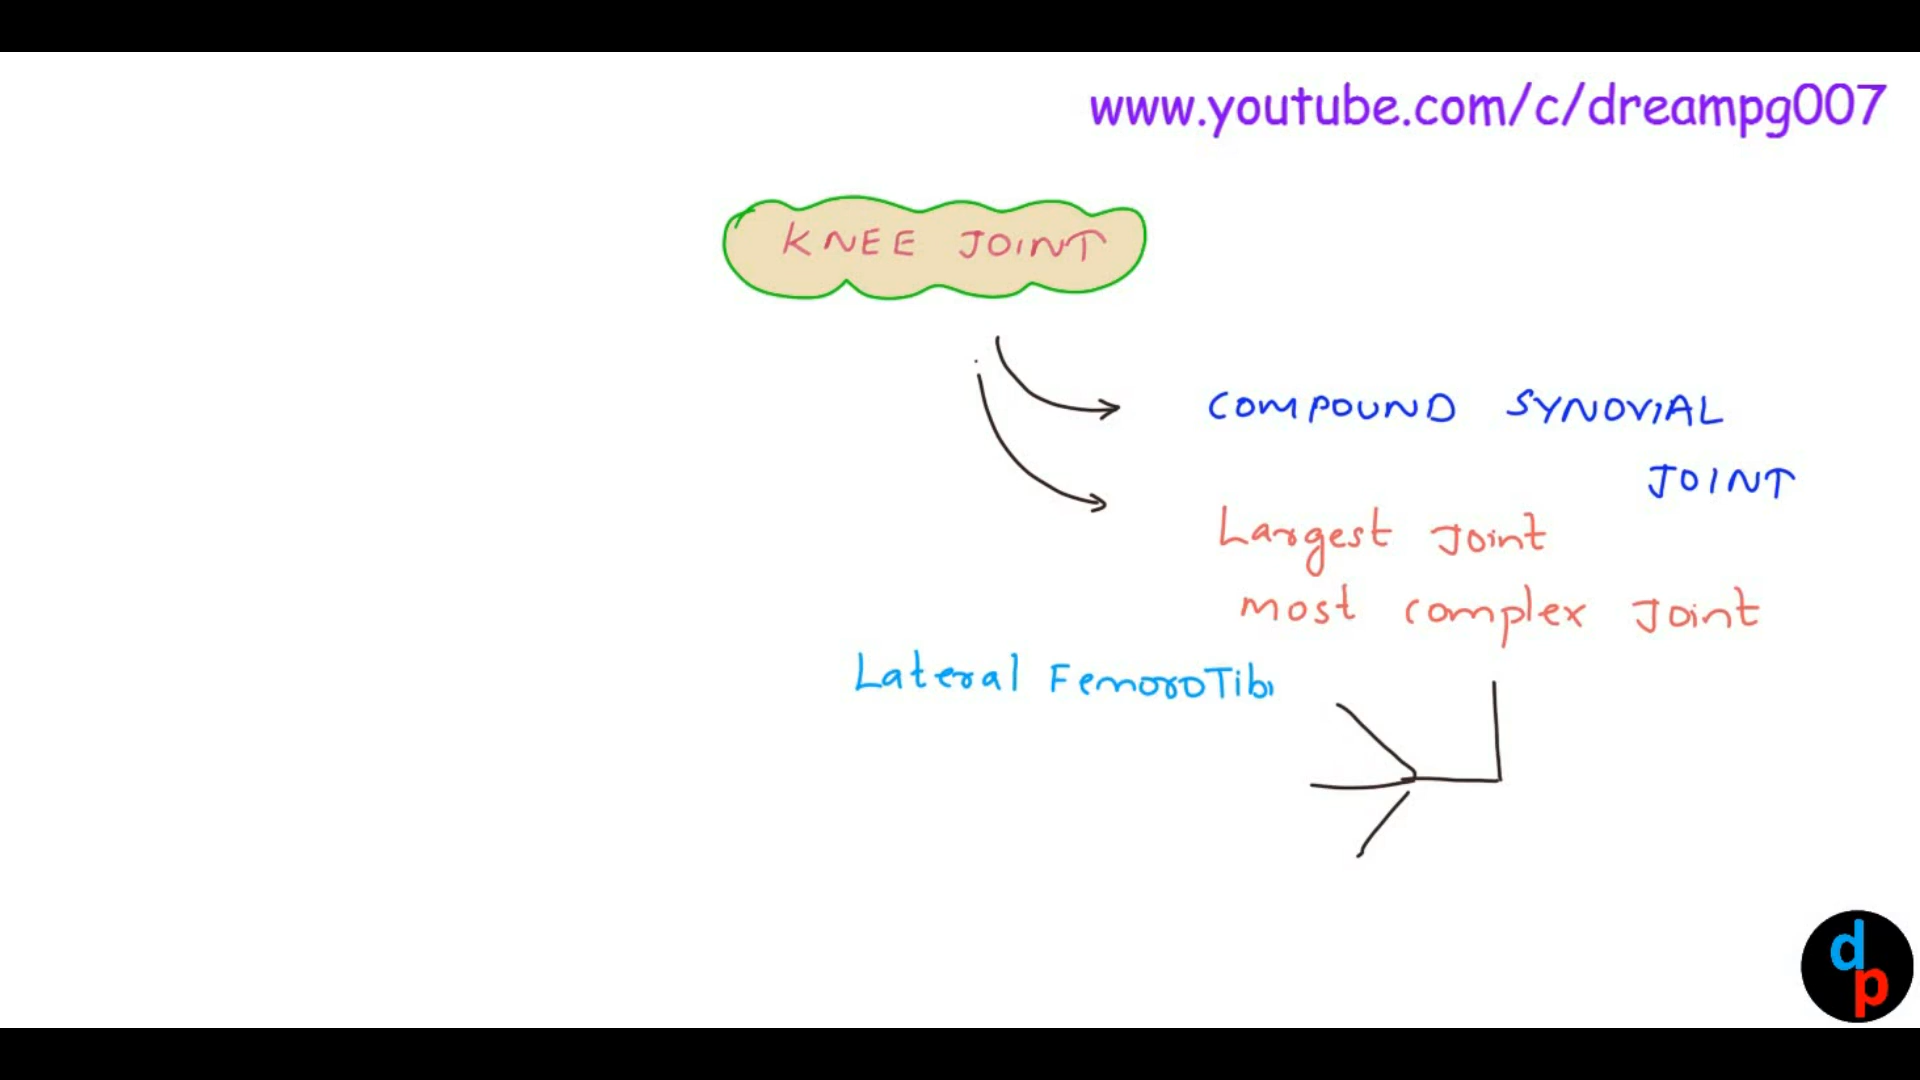 www.youtube.com/c/dreampg007
KNEE JOINT
COMPOUND SYNOVIAL
JOINT
Largest Joint
most complex Joint
Lateral FemoroTibi
dp